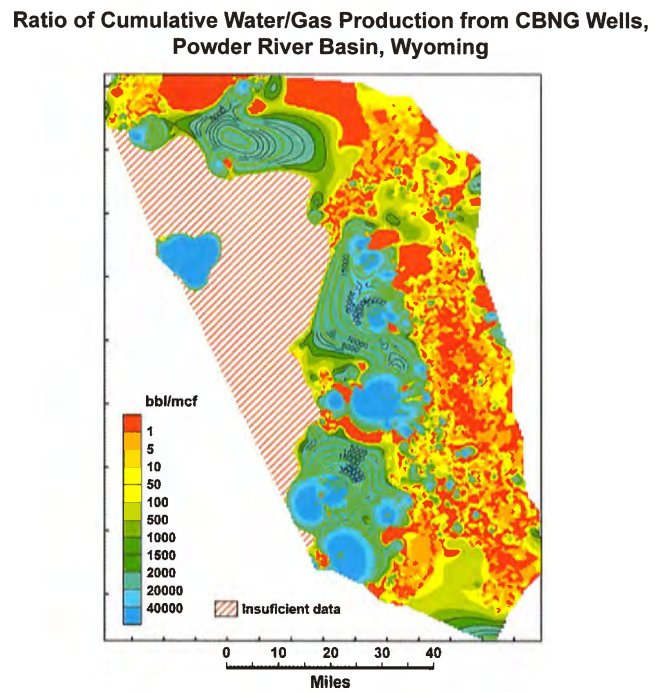 Ratio of Cumulative Water/Gas Production from CBNG Wells,
Powder River Basin, Wyoming
bbl/mcf
1
5
10
50
100
500
1000
1500
2000
20000
40000
Insuficient data
0 10 20 30 40
Miles